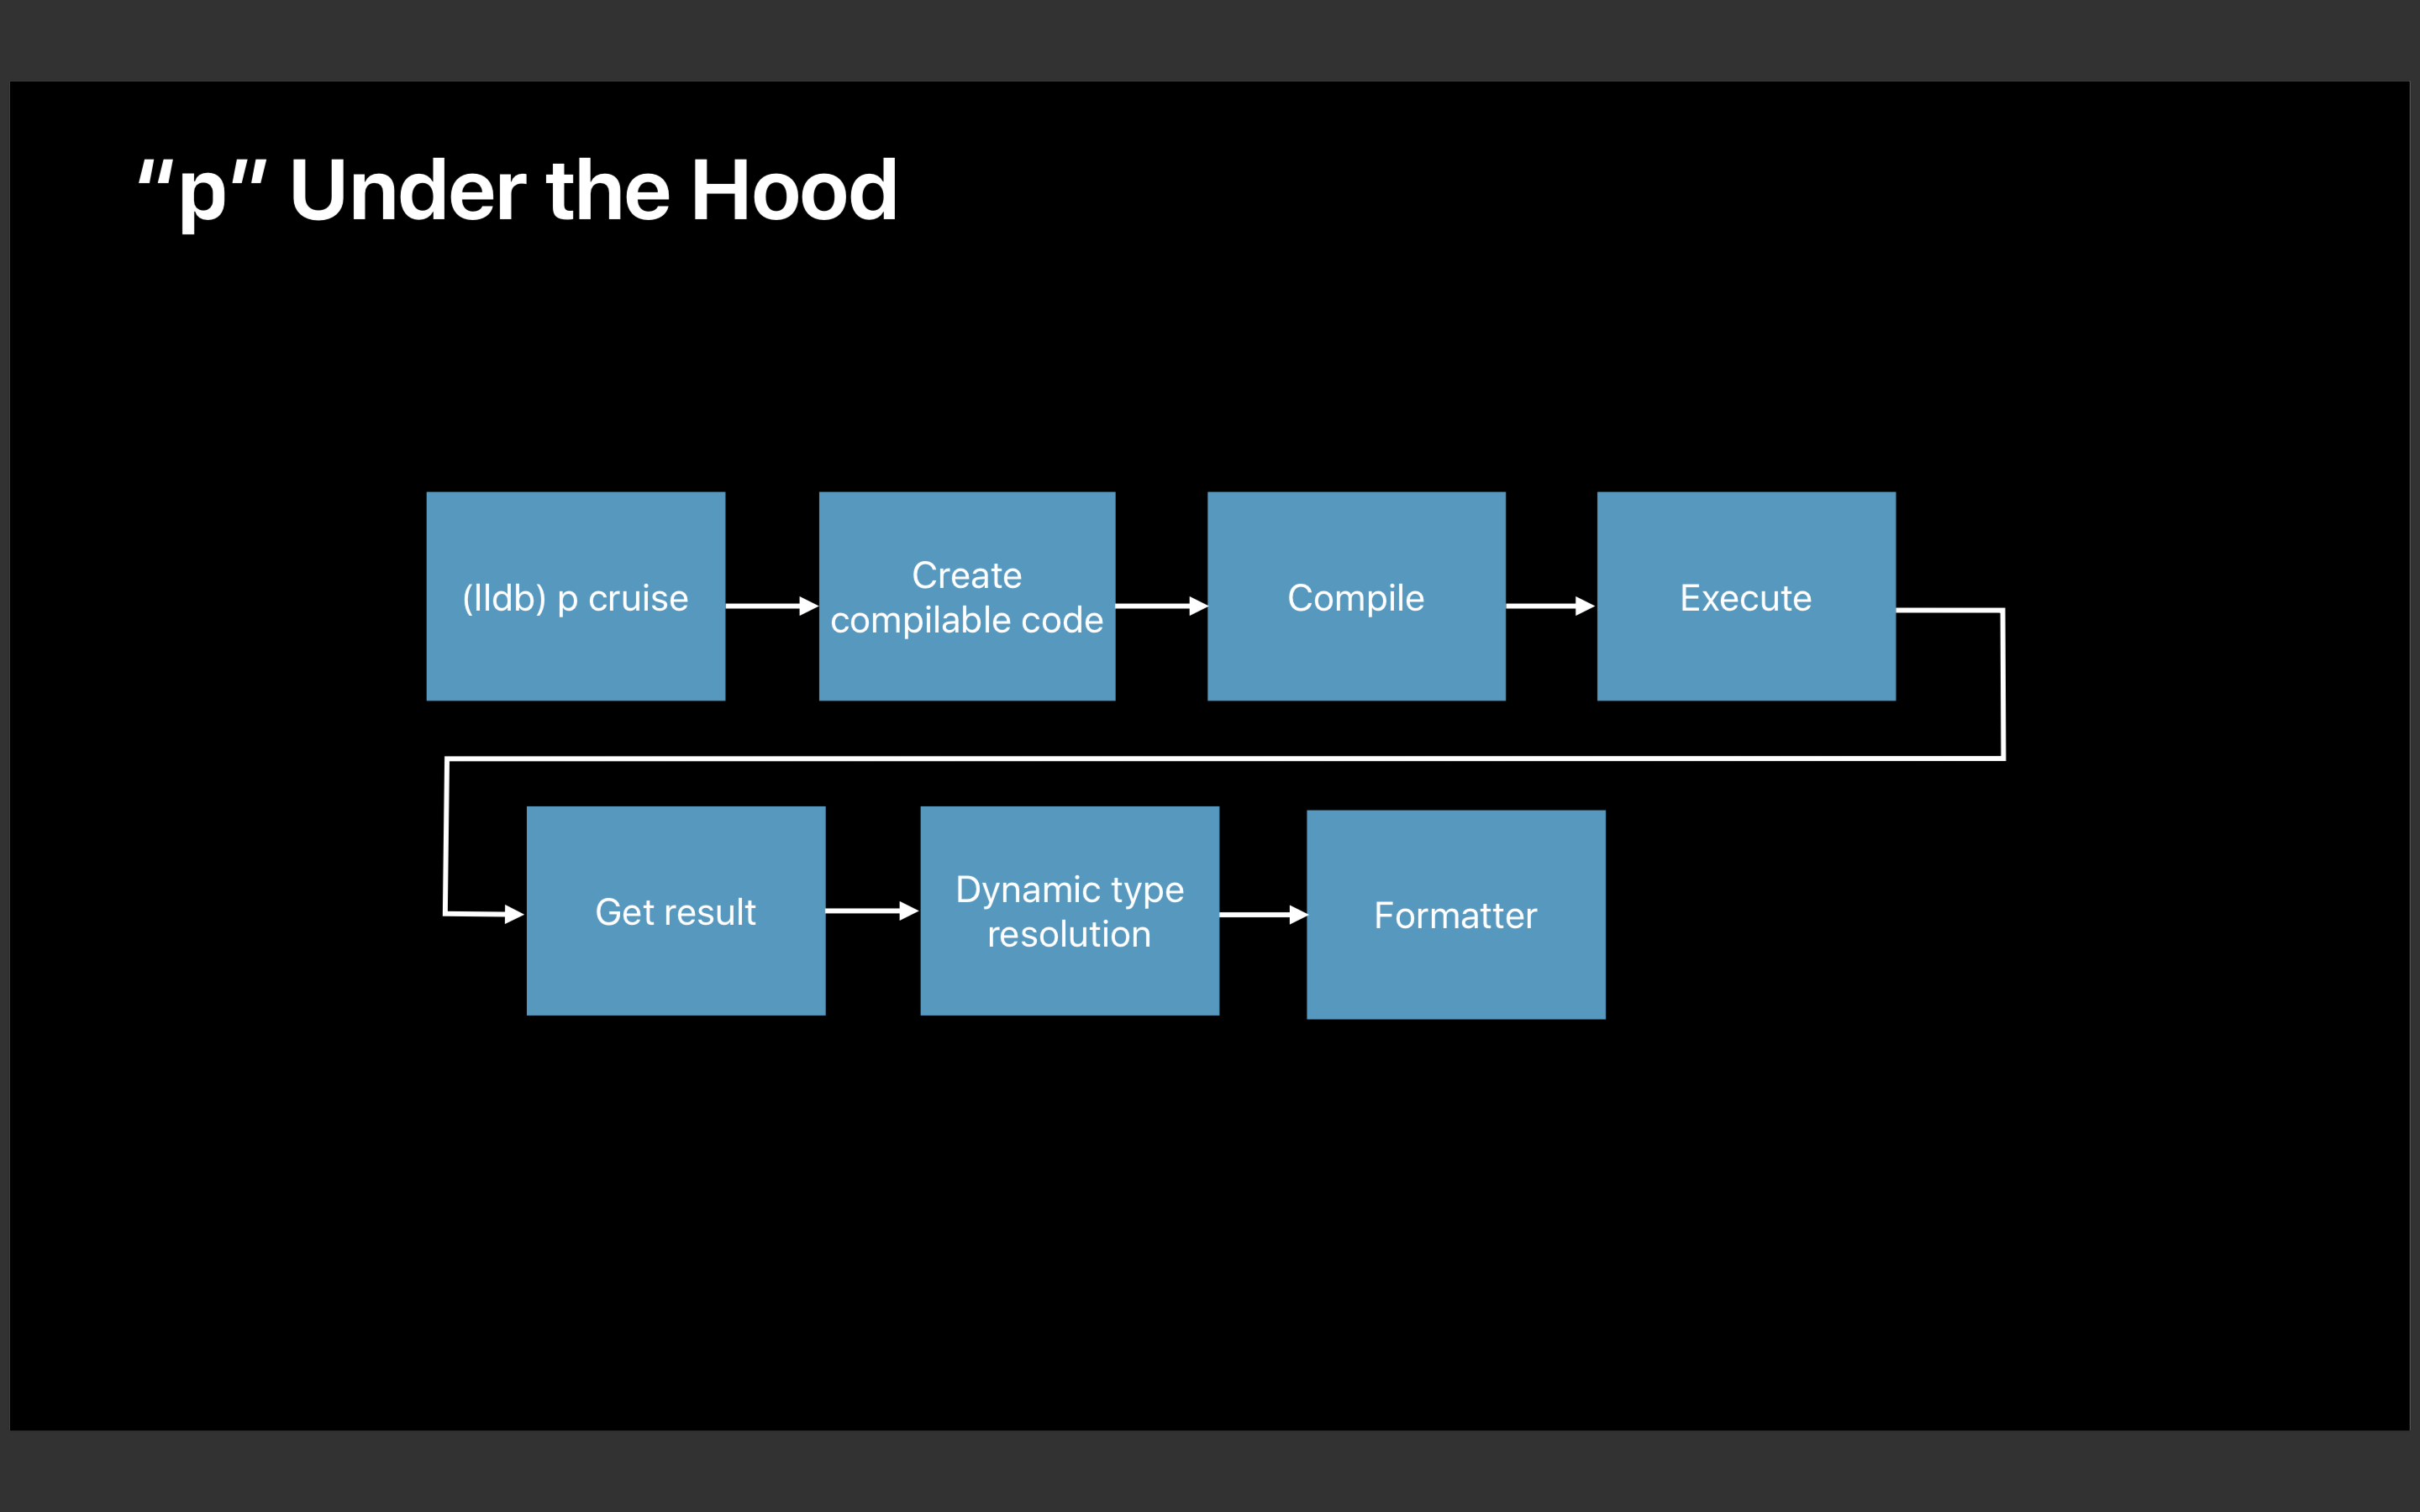 “p” Under the Hood
(lldb) p cruise
Create
compilable code
Compile
Execute
Get result
Dynamic type
resolution
Formatter